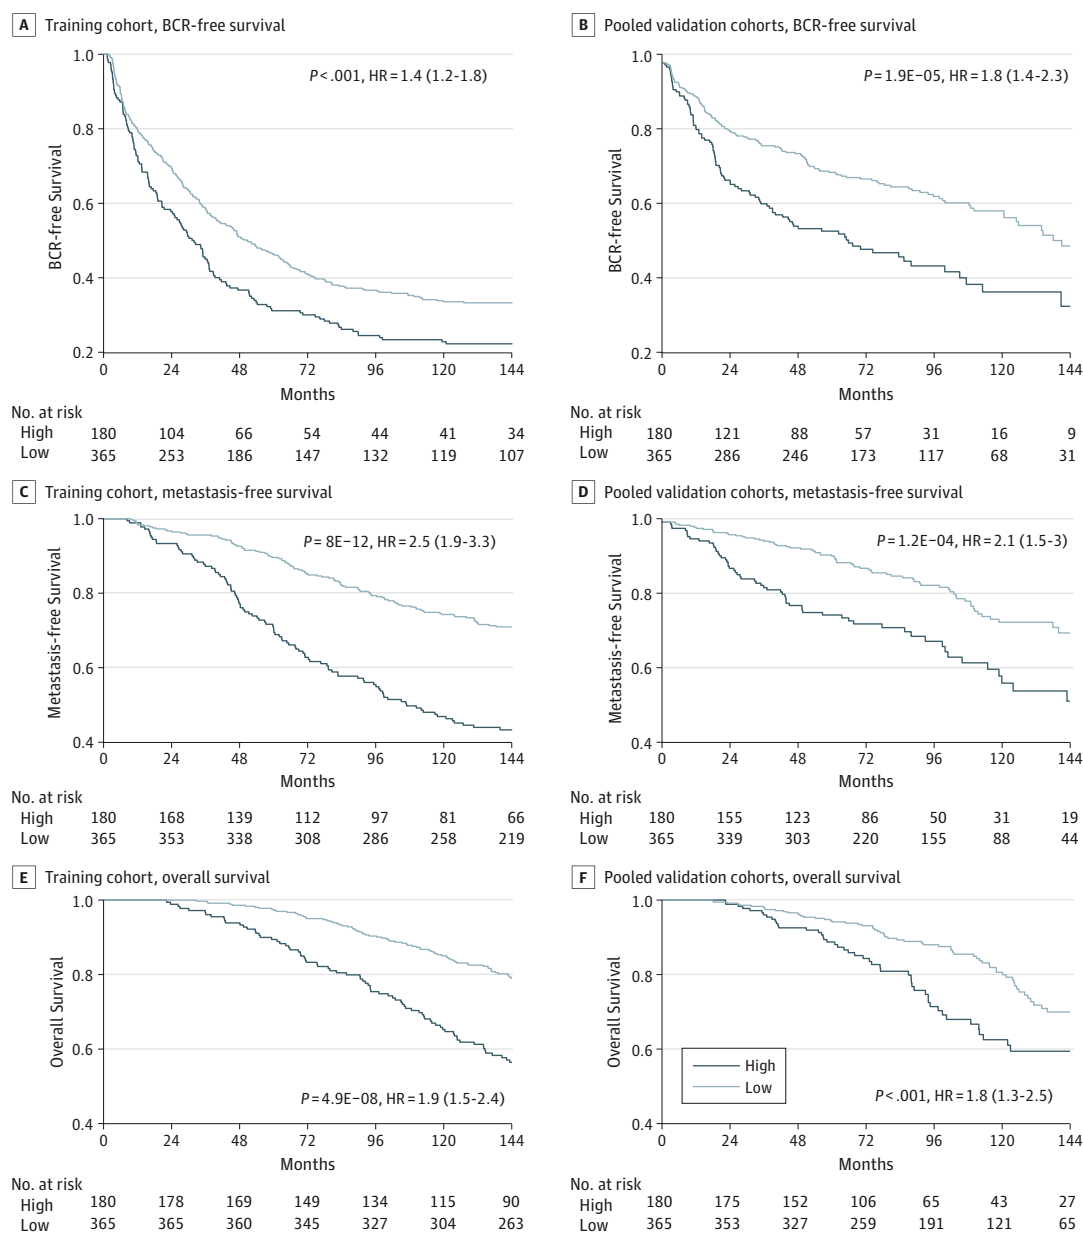 A Training cohort, BCR-free survival
1.0
0.8
0.6
0.4
0.2
BCR-free Survival
P < .001, HR = 1.4 (1.2-1.8)
0 24 48 72 96 120 144
Months
No. at risk
High 180 104 66 54 44 41 34
Low 365 253 186 147 132 119 107
B Pooled validation cohorts, BCR-free survival
1.0
0.8
0.6
0.4
0.2
BCR-free Survival
P = 1.9E−05, HR = 1.8 (1.4-2.3)
0 24 48 72 96 120 144
Months
No. at risk
High 180 121 88 57 31 16 9
Low 365 286 246 173 117 68 31
C Training cohort, metastasis-free survival
1.0
0.8
0.6
0.4
Metastasis-free Survival
P = 8E−12, HR = 2.5 (1.9-3.3)
0 24 48 72 96 120 144
Months
No. at risk
High 180 168 139 112 97 81 66
Low 365 353 338 308 286 258 219
D Pooled validation cohorts, metastasis-free survival
1.0
0.8
0.6
0.4
Metastasis-free Survival
P = 1.2E−04, HR = 2.1 (1.5-3)
0 24 48 72 96 120 144
Months
No. at risk
High 180 155 123 86 50 31 19
Low 365 339 303 220 155 88 44
E Training cohort, overall survival
1.0
0.8
0.6
0.4
Overall Survival
P = 4.9E−08, HR = 1.9 (1.5-2.4)
0 24 48 72 96 120 144
Months
No. at risk
High 180 178 169 149 134 115 90
Low 365 365 360 345 327 304 263
F Pooled validation cohorts, overall survival
1.0
0.8
0.6
0.4
Overall Survival
High
Low
P < .001, HR = 1.8 (1.3-2.5)
0 24 48 72 96 120 144
Months
No. at risk
High 180 175 152 106 65 43 27
Low 365 353 327 259 191 121 65